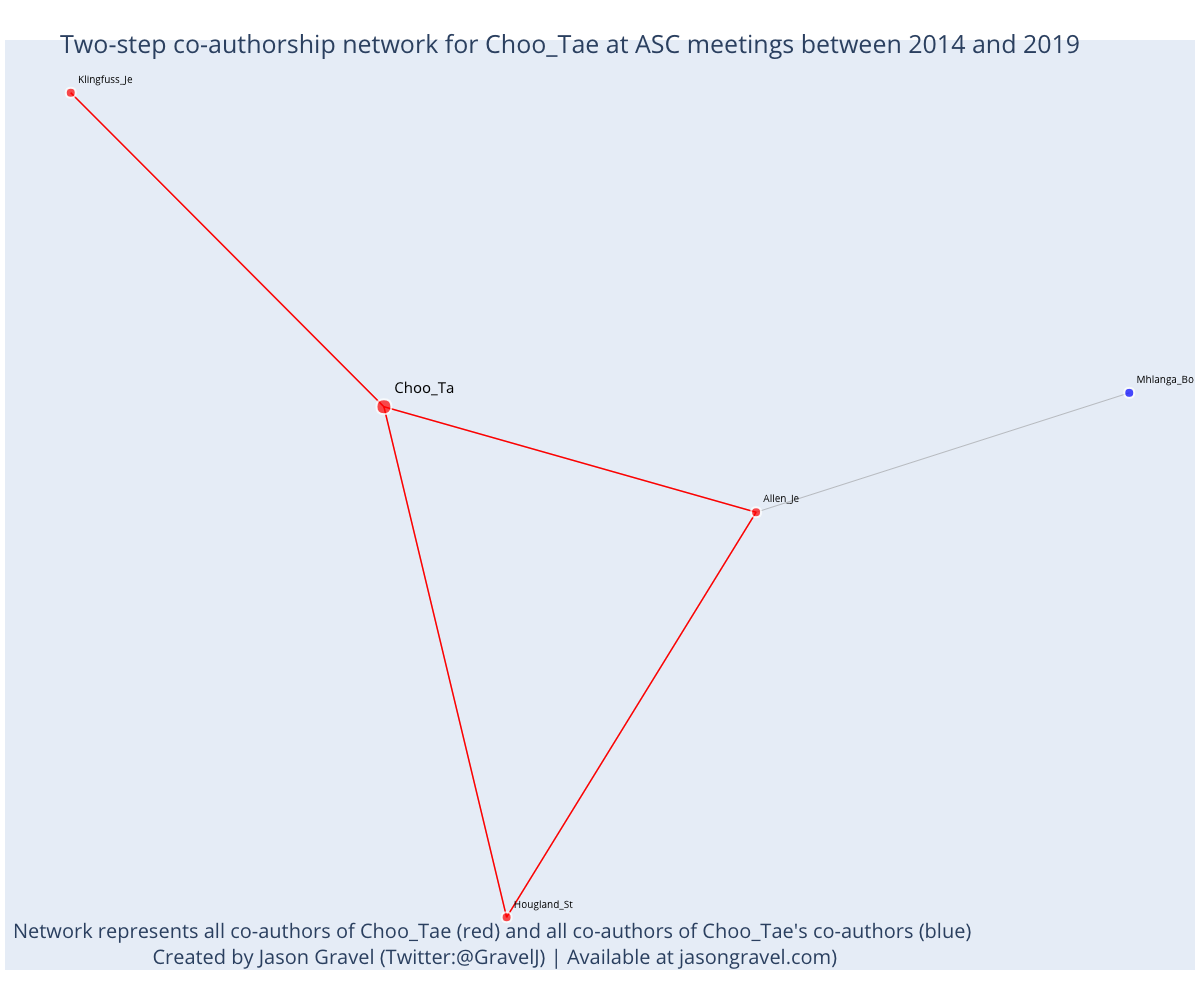 Two-step co-authorship network for Choo_Tae at ASC meetings between 2014 and 2019
Klingfuss_Je
Mhlanga_Bo
Choo_Ta
Allen_Je
Hougland_St
Network represents all co-authors of Choo_Tae (red) and all co-authors of Choo_Tae's co-authors (blue)
Created by Jason Gravel (Twitter:@GravelJ) | Available at jasongravel.com)